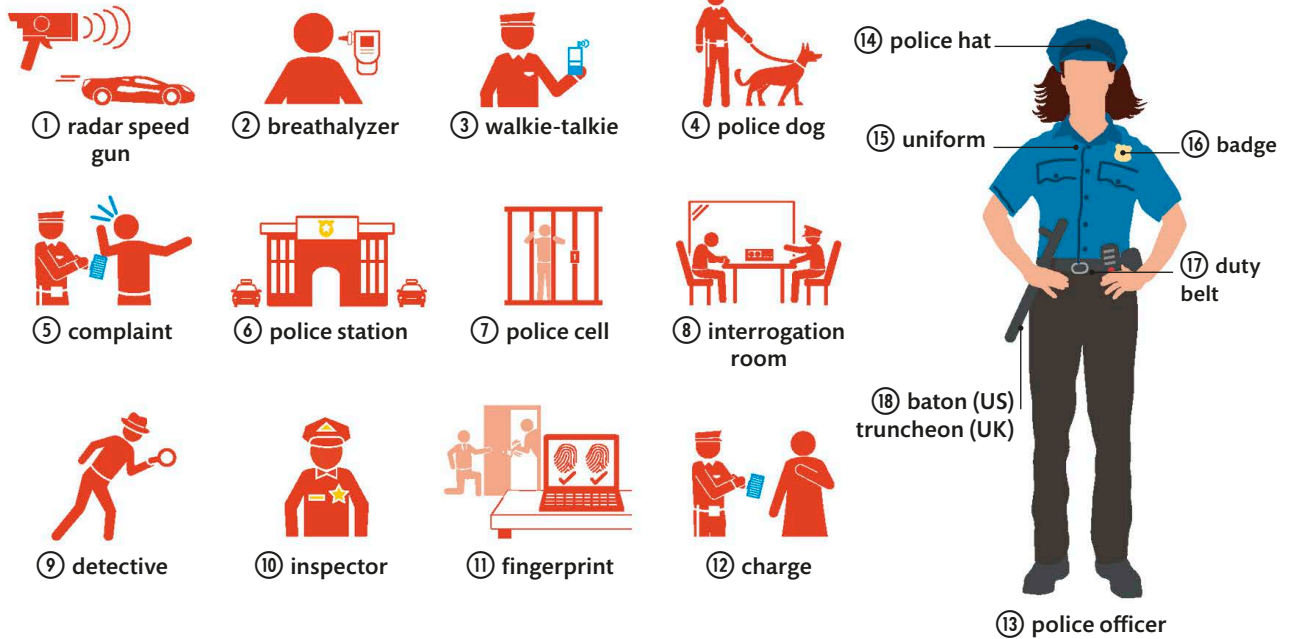 ① radar speed
gun
② breathalyzer
③ walkie-talkie
④ police dog
⑤ complaint
⑥ police station
⑦ police cell
⑧ interrogation
room
⑨ detective
⑩ inspector
⑪ fingerprint
⑫ charge
⑭ police hat
⑮ uniform
⑯ badge
⑰ duty
belt
⑱ baton (US)
truncheon (UK)
⑬ police officer